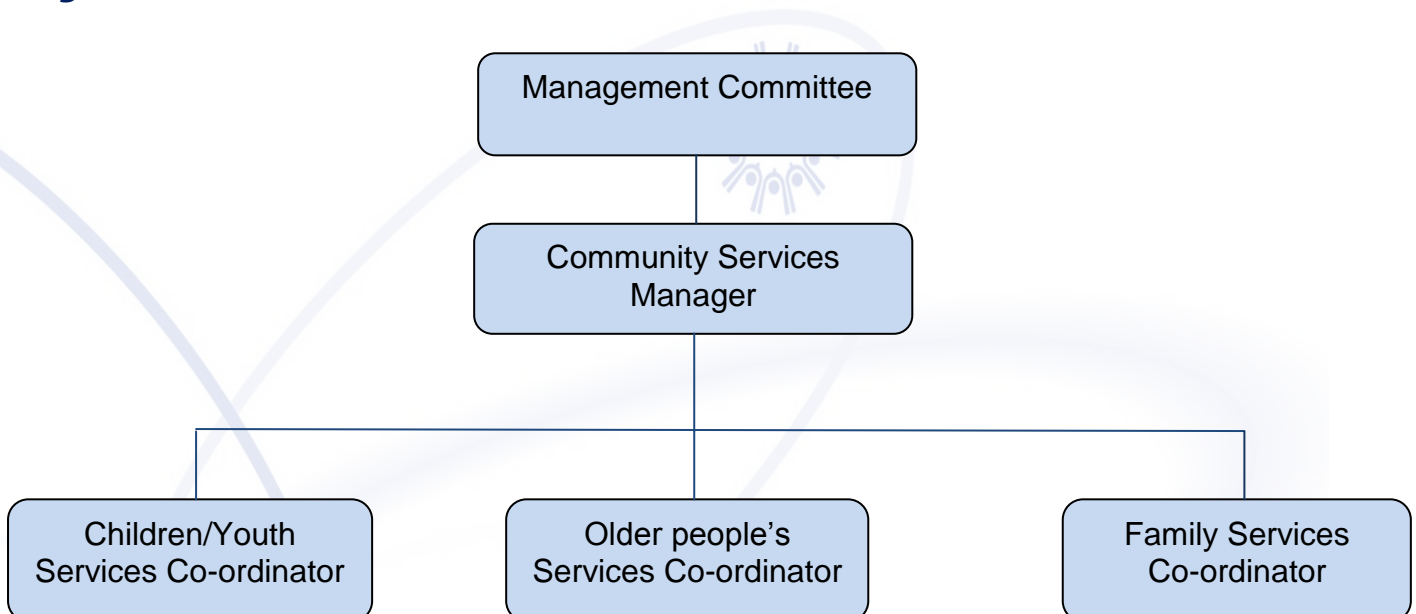 Management Committee
Community Services
Manager
Children/Youth
Services Co-ordinator
Older people’s
Services Co-ordinator
Family Services
Co-ordinator